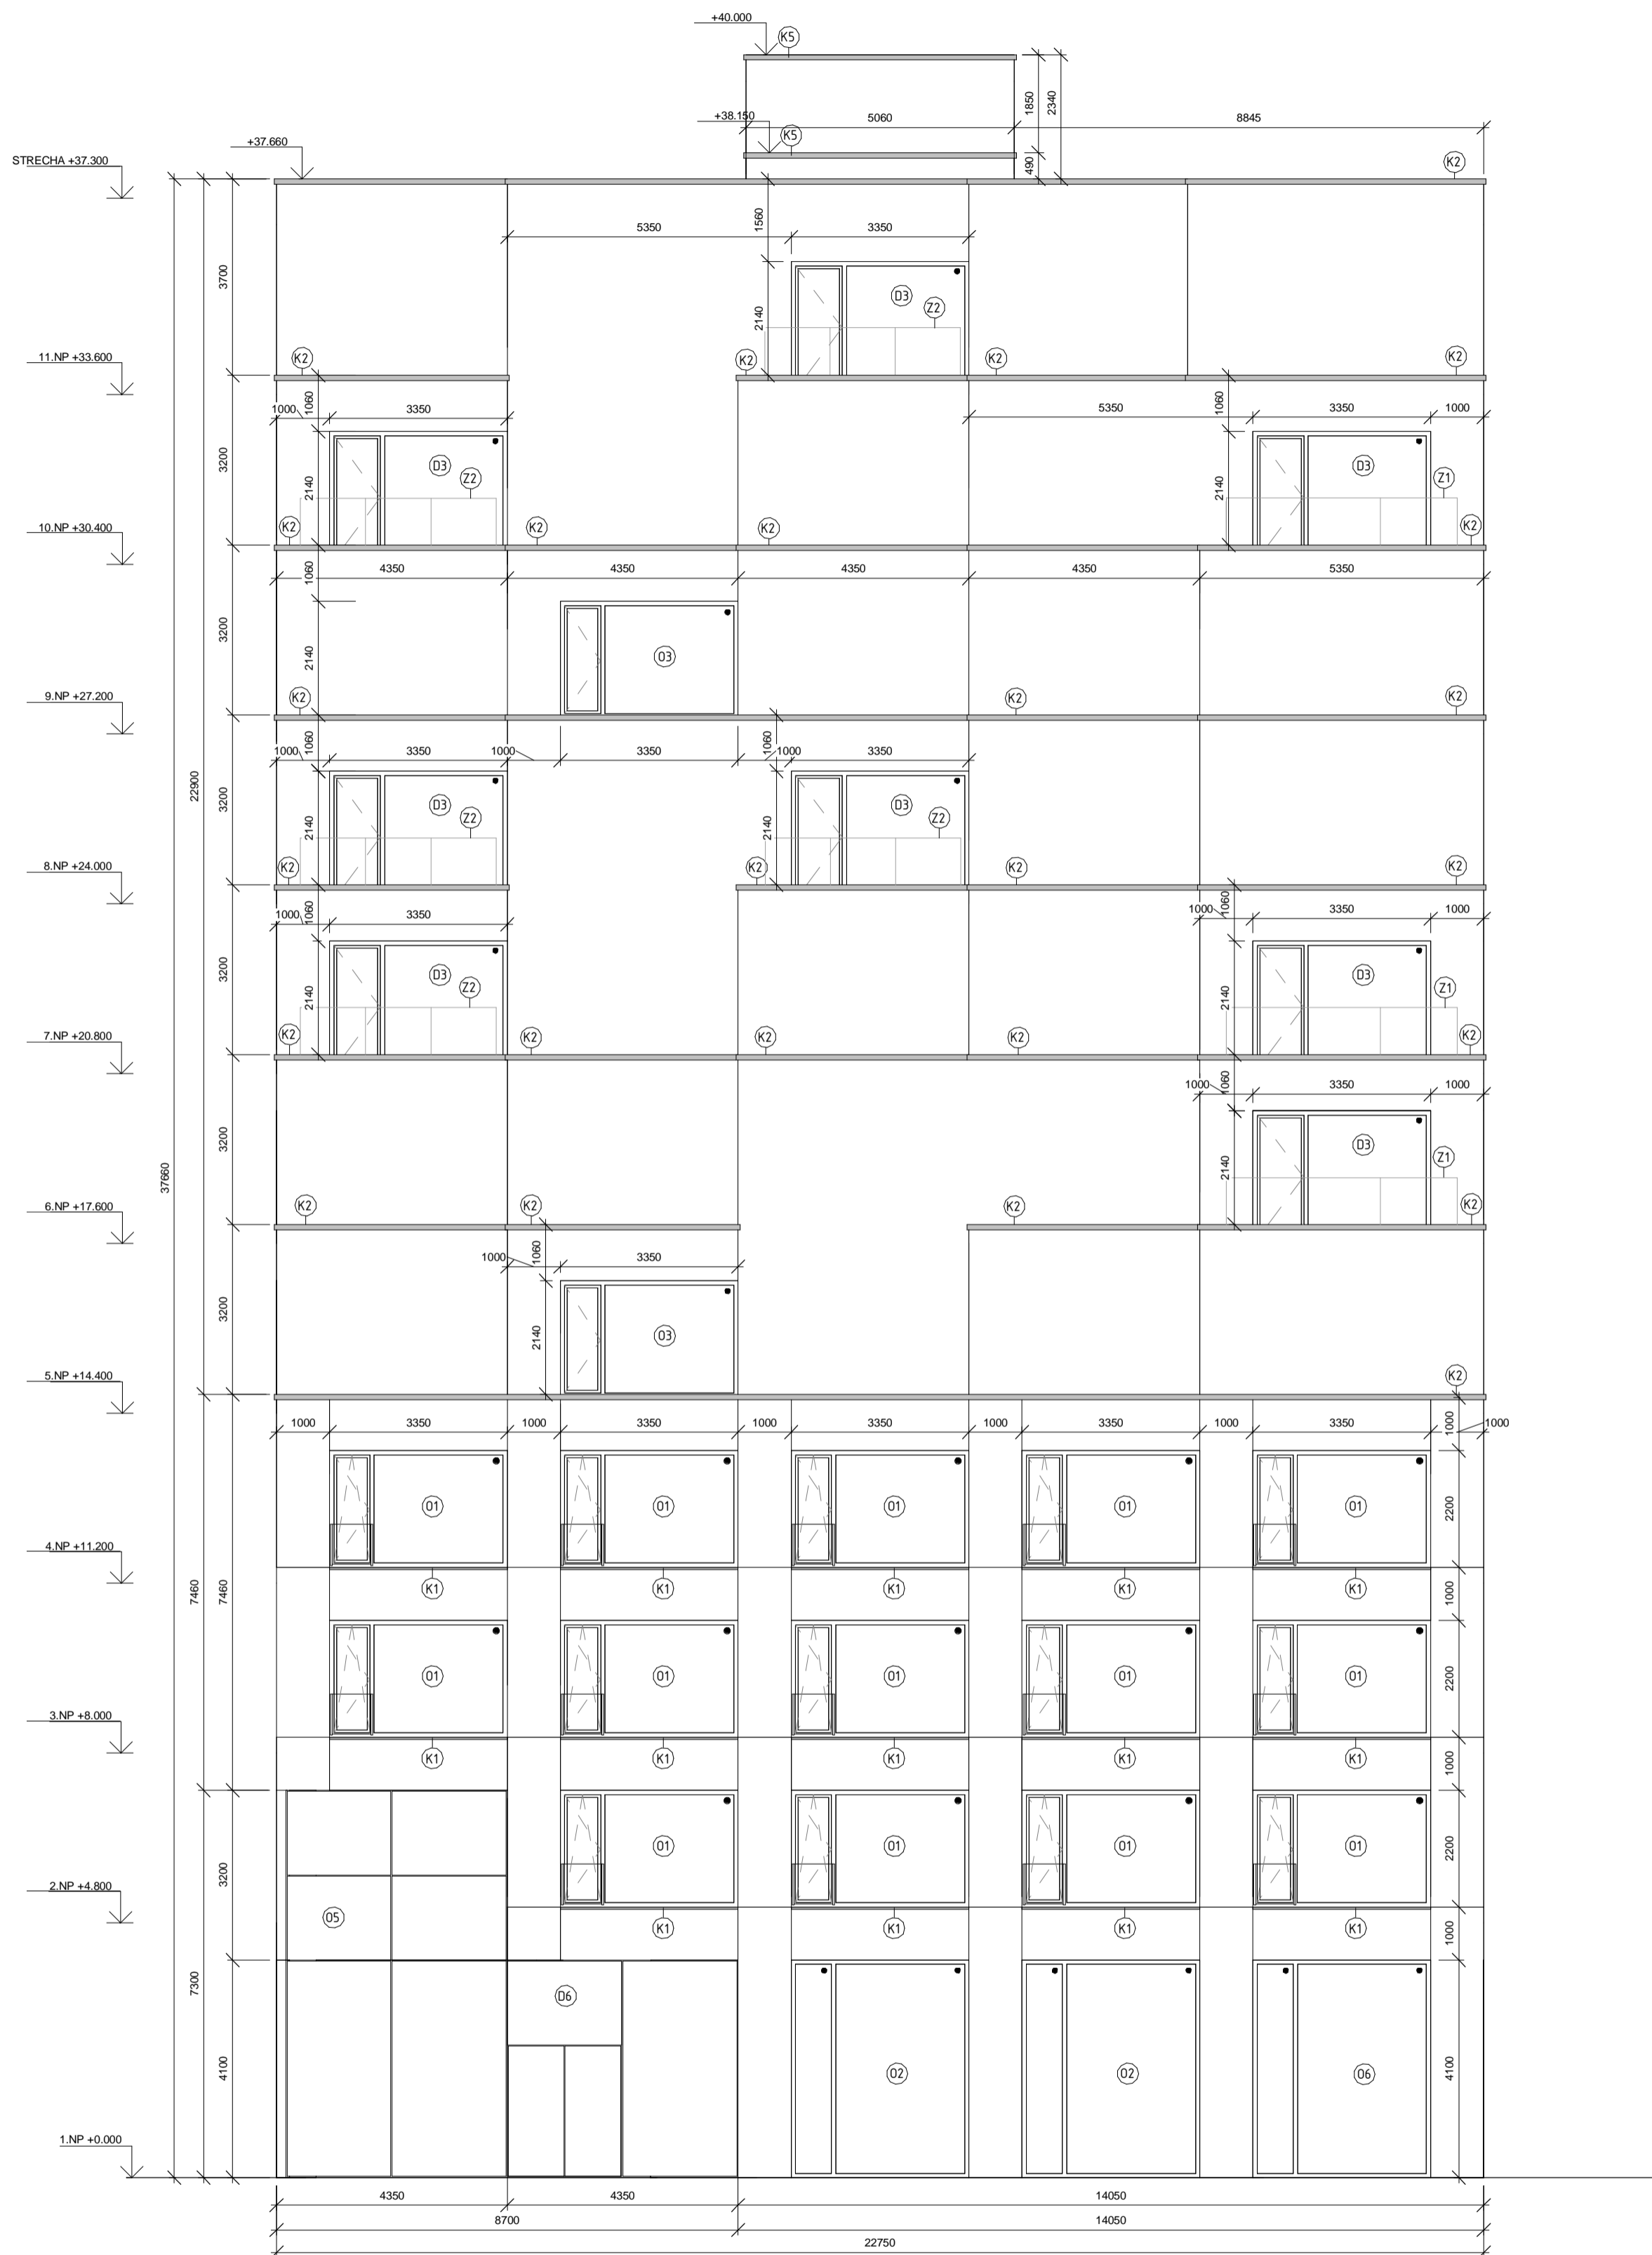 +40.000
K5
+38.150
5060
1850
2340
8845
K5
490
+37.660
STRECHA +37.300
K2
5350
1560
3350
3700
D3
Z2
2140
11.NP +33.600
K2
K2
K2
K2
1000
1060
3350
5350
1060
3350
1000
3200
D3
Z2
2140
D3
Z1
2140
10.NP +30.400
K2
K2
K2
K2
1060
4350
4350
4350
4350
5350
3200
2140
O3
9.NP +27.200
K2
K2
K2
1000
1060
3350
1000
3350
1060
1000
3350
22900
3200
D3
Z2
2140
D3
Z2
2140
8.NP +24.000
K2
K2
K2
K2
1000
1060
3350
1000
1060
3350
1000
3200
D3
Z2
2140
D3
Z1
2140
7.NP +20.800
K2
K2
K2
K2
K2
1000
1060
3350
1000
37660
3200
D3
Z1
2140
6.NP +17.600
K2
K2
K2
K2
1000
1060
3350
3200
2140
O3
5.NP +14.400
K2
1000
3350
1000
3350
1000
3350
1000
3350
1000
3350
1000
1000
O1
O1
O1
O1
O1
2200
4.NP +11.200
K1
K1
K1
K1
K1
1000
7460
7460
O1
O1
O1
O1
O1
2200
3.NP +8.000
K1
K1
K1
K1
K1
1000
3200
O1
O1
O1
O1
2200
2.NP +4.800
O5
K1
K1
K1
K1
1000
7300
D6
4100
O2
O2
O6
4100
1.NP +0.000
4350
4350
14050
8700
14050
22750